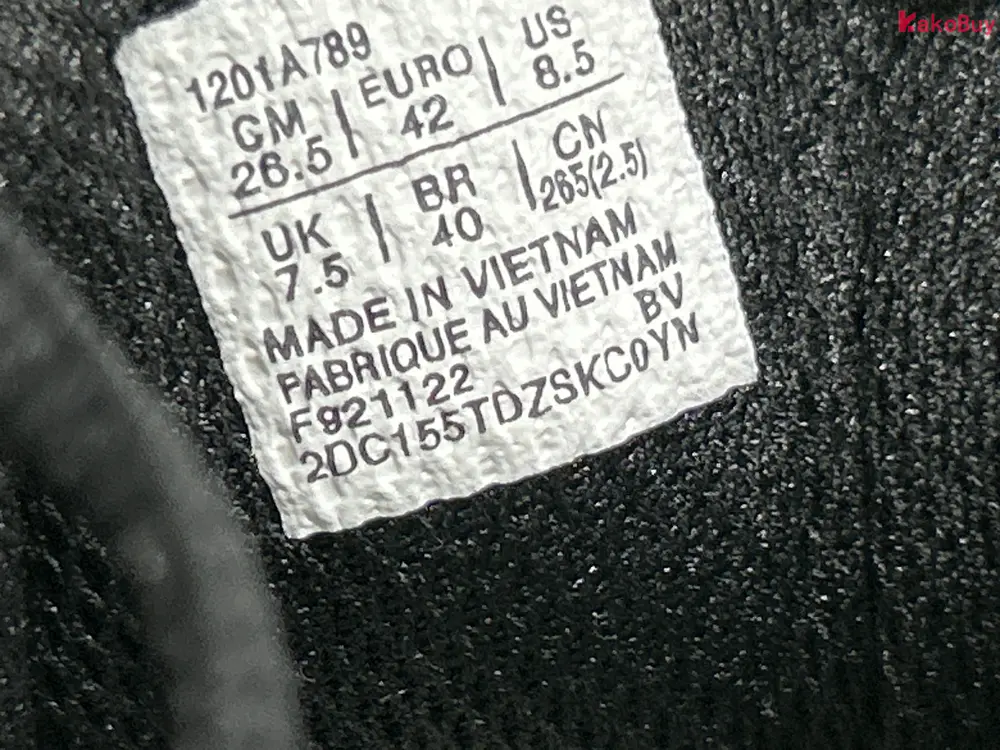 KakoBuy
1201A789
CM | EURO | US
26.5 | 42 | 8.5
UK | BR | CN
7.5 | 40 | 265(2.5)
MADE IN VIETNAM
FABRIQUE AU VIETNAM
BV
F921122
2DC155TDZSKC0YN